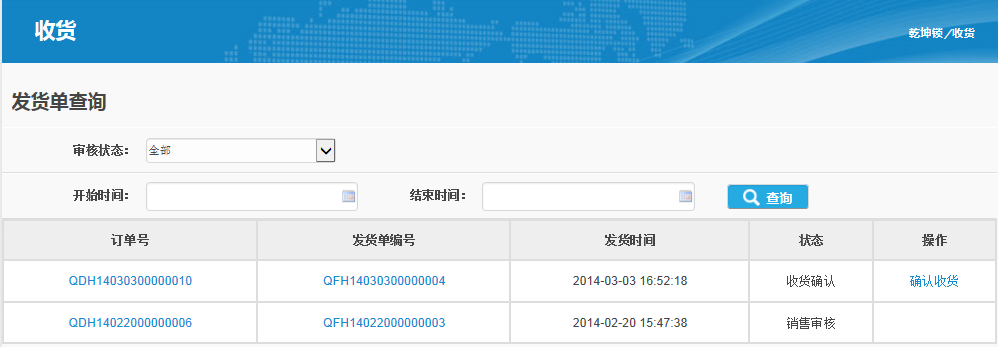 收货
乾坤锁/收货
发货单查询
审核状态： 全部
开始时间： 结束时间： 查询
订单号 发货单编号 发货时间 状态 操作
QDH14030300000010 QFH14030300000004 2014-03-03 16:52:18 收货确认 确认收货
QDH14022000000006 QFH14022000000003 2014-02-20 15:47:38 销售审核